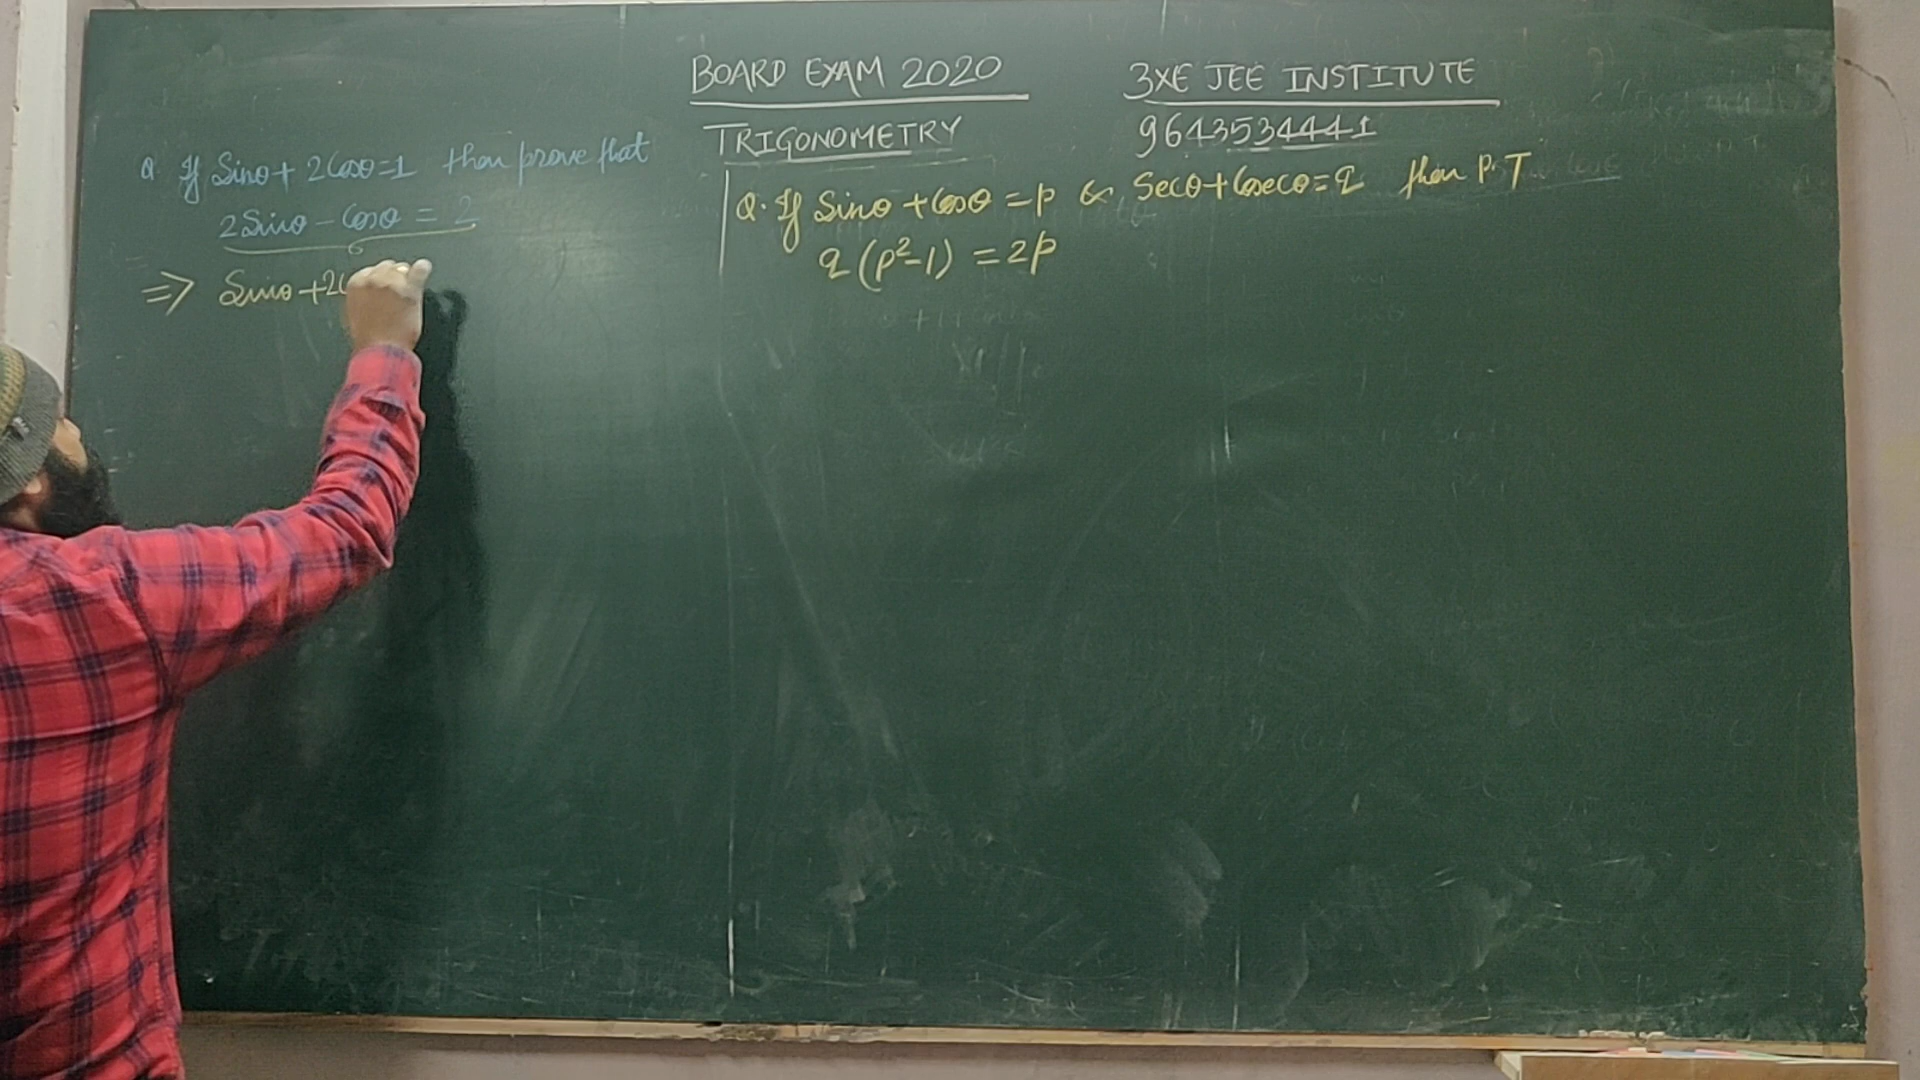 BOARD EXAM 2020
3XE JEE INSTITUTE
TRIGONOMETRY
9643534441
Q. If Sinθ + 2Cosθ = 1 then prove that
2Sinθ - Cosθ = 2
⇒ Sinθ + 2C
Q. If Sinθ + Cosθ = p & Secθ + Cosecθ = q then P.T
q (p²-1) = 2p